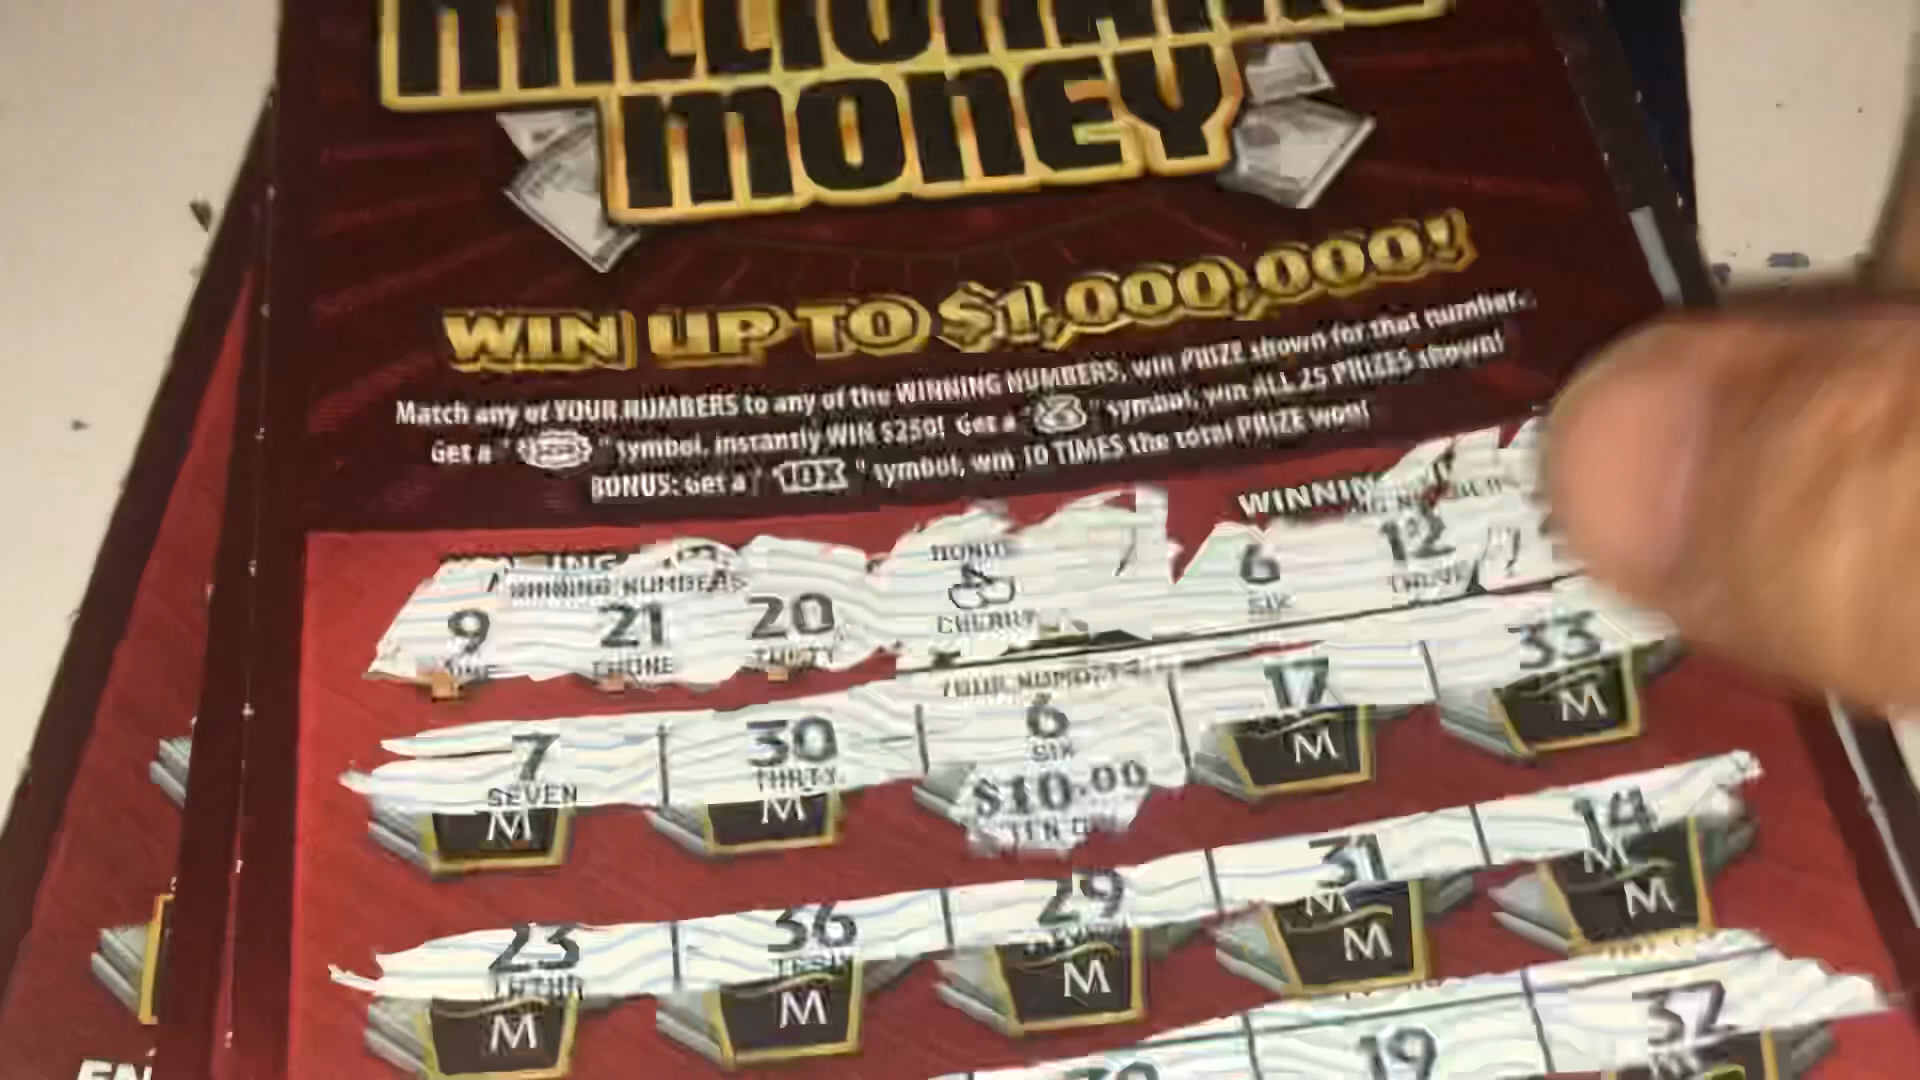 MILLIONAIRE
MONEY
WIN UP TO $1,000,000!
Match any of YOUR NUMBERS to any of the WINNING NUMBERS, win PRIZE shown for that number.
Get a " " symbol, instantly WIN $250! Get a " " symbol, win ALL 25 PRIZES shown!
BONUS: Get a " 10X " symbol, win 10 TIMES the total PRIZE won!
WINNING NUMBERS
WINNIN
9 21 20 6 12
CHERRY SIX
YOUR NUMBERS
7 30 6 17 33
SEVEN THIRTY SIX
M M $10.00 M M
23 36 29 31 14
M M M M M
19 32